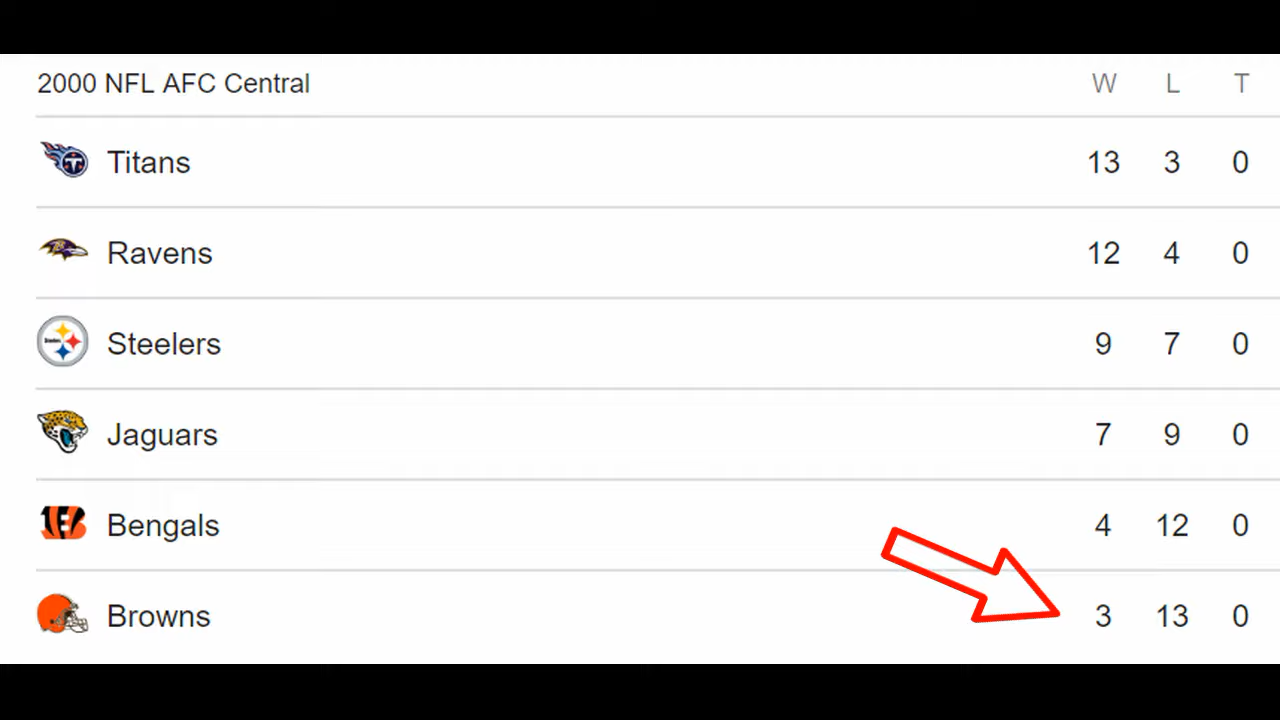 2000 NFL AFC Central W L T
Titans 13 3 0
Ravens 12 4 0
Steelers 9 7 0
Jaguars 7 9 0
Bengals 4 12 0
Browns 3 13 0